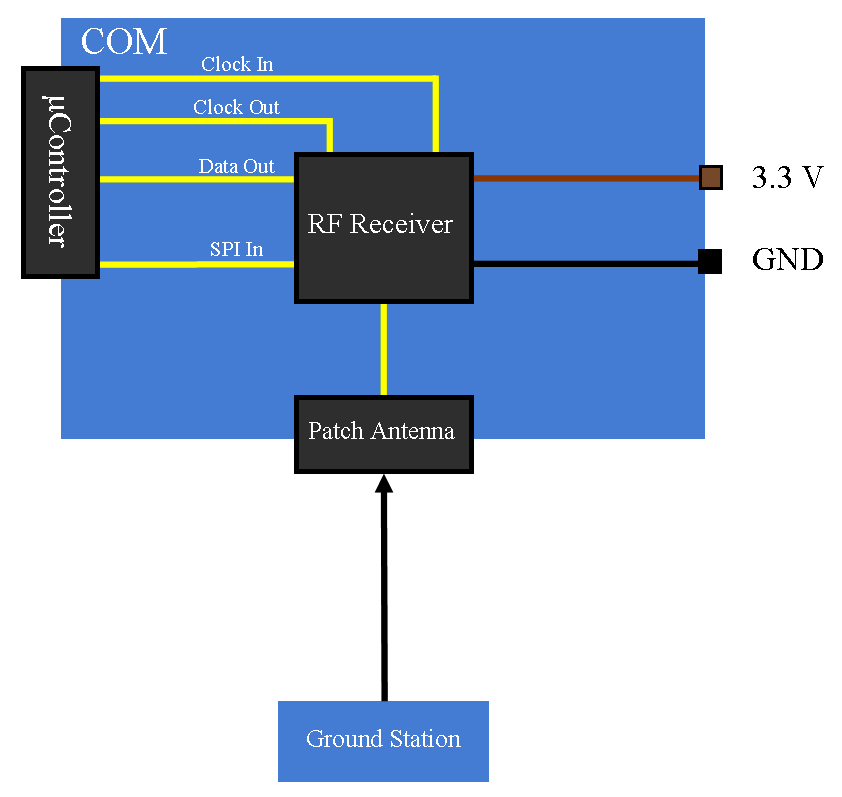 COM
Clock In
Clock Out
Data Out
SPI In
μController
RF Receiver
3.3 V
GND
Patch Antenna
Ground Station